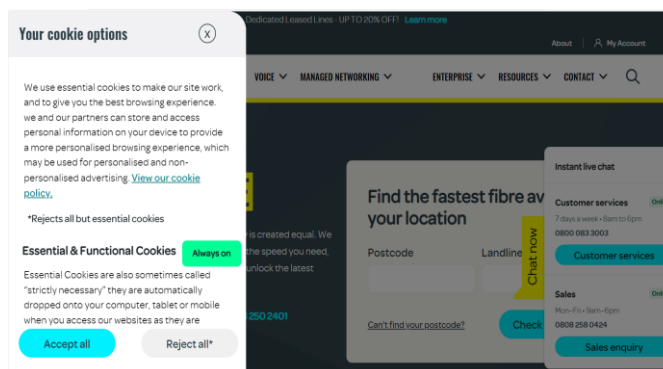 Dedicated Leased Lines - UP TO 20% OFF! Learn more
Your cookie options
X
About
My Account
VOICE
MANAGED NETWORKING
ENTERPRISE
RESOURCES
CONTACT
We use essential cookies to make our site work,
and to give you the best browsing experience.
we and our partners can store and access
personal information on your device to provide
a more personalised browsing experience, which
may be used for personalised and non-
personalised advertising. View our cookie
policy.
*Rejects all but essential cookies
Essential & Functional Cookies
Always on
Essential Cookies are also sometimes called
"strictly necessary" they are automatically
dropped onto your computer, tablet or mobile
when you access our websites as they are
Accept all
Reject all*
is created equal. We
the speed you need,
unlock the latest
250 2401
Find the fastest fibre av
your location
Postcode
Landline
Can't find your postcode?
Check
Chat now
Instant live chat
Customer services
Onl
7 days a week • 8am to 6pm
0800 083 3003
Customer services
Sales
Onl
Mon-Fri • 9am-6pm
0808 258 0424
Sales enquiry